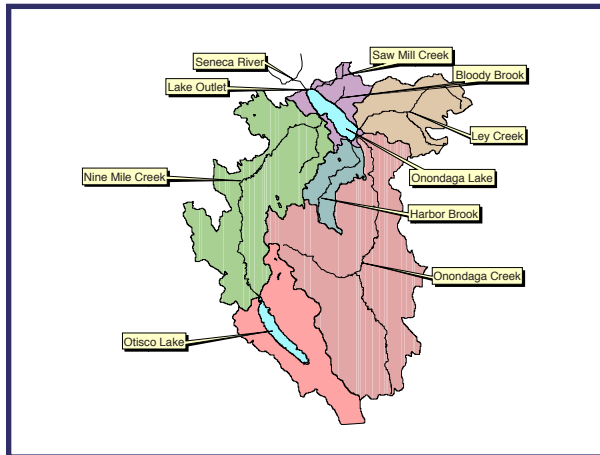 Saw Mill Creek
Seneca River
Bloody Brook
Lake Outlet
Ley Creek
Onondaga Lake
Nine Mile Creek
Harbor Brook
Onondaga Creek
Otisco Lake